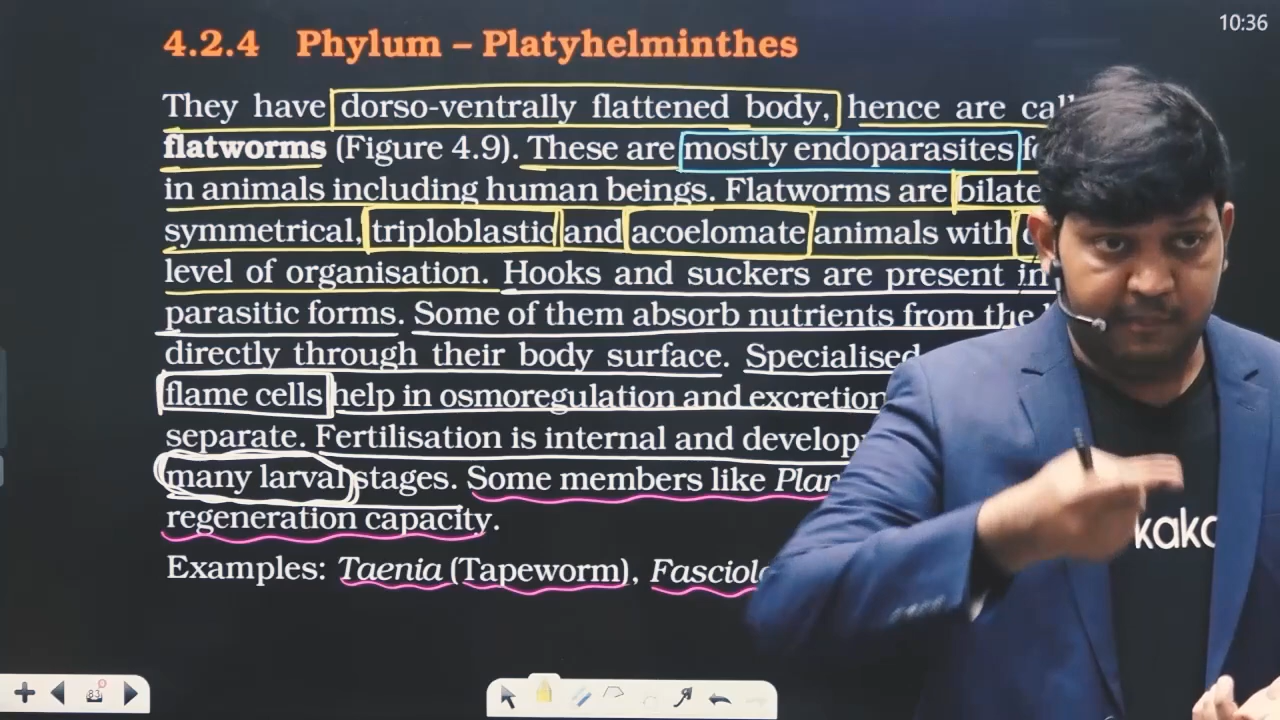 10:36
4.2.4 Phylum – Platyhelminthes
They have dorso-ventrally flattened body, hence are
flatworms (Figure 4.9). These are mostly endoparasites
in animals including human beings. Flatworms are
symmetrical, triploblastic and acoelomate animals with
level of organisation. Hooks and suckers are present in
parasitic forms. Some of them absorb nutrients from the
directly through their body surface. Specialised
flame cells help in osmoregulation and excretion
separate. Fertilisation is internal and
many larval stages. Some members like
regeneration capacity.
Examples: Taenia (Tapeworm),
83